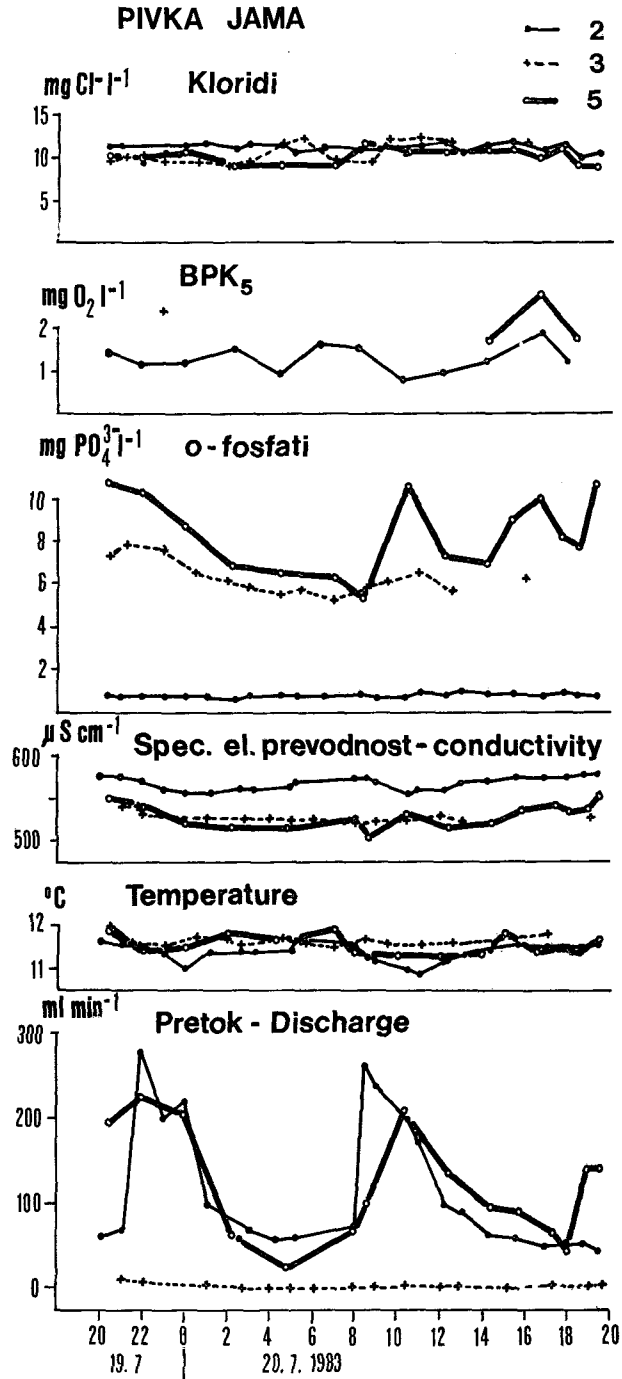 PIVKA JAMA
2
3
5
mg Cl⁻ l⁻¹ Kloridi
15
10
5
mg O₂ l⁻¹ BPK₅
2
1
mg PO₄³⁻ l⁻¹ o-fosfati
10
8
6
4
2
µS cm⁻¹ Spec. el. prevodnost-conductivity
600
500
°C Temperature
12
11
ml min⁻¹ Pretok - Discharge
300
200
100
0
20 22 0 2 4 6 8 10 12 14 16 18 20
19. 7 20. 7. 1983